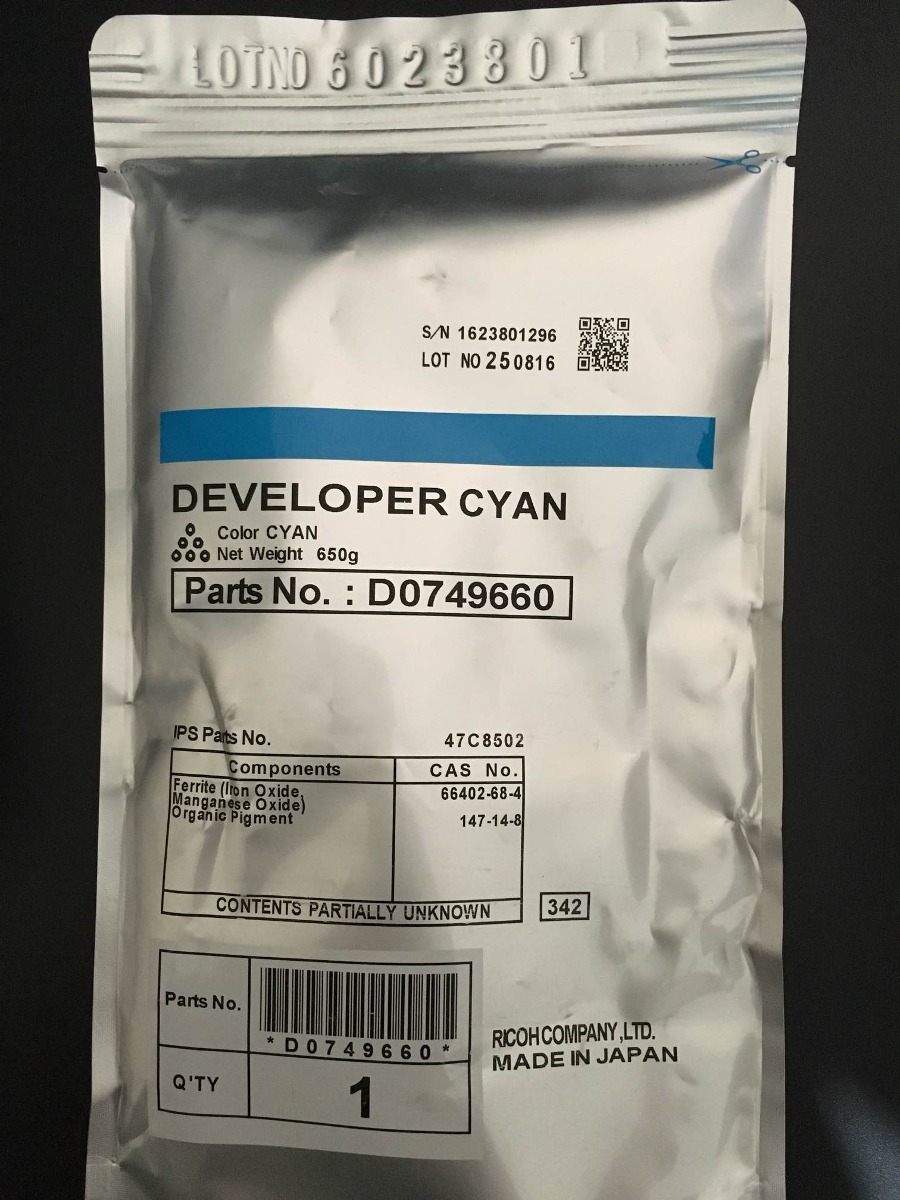 LOTNO 6023801
S/N 1623801296
LOT NO 250816
DEVELOPER CYAN
Color CYAN
Net Weight 650g
Parts No. : D0749660
IPS Parts No. 47C8502
Components CAS No.
Ferrite (Iron Oxide, 66402-68-4
Manganese Oxide)
Organic Pigment 147-14-8
CONTENTS PARTIALLY UNKNOWN
342
Parts No.
*D0749660*
Q'TY 1
RICOH COMPANY,LTD.
MADE IN JAPAN